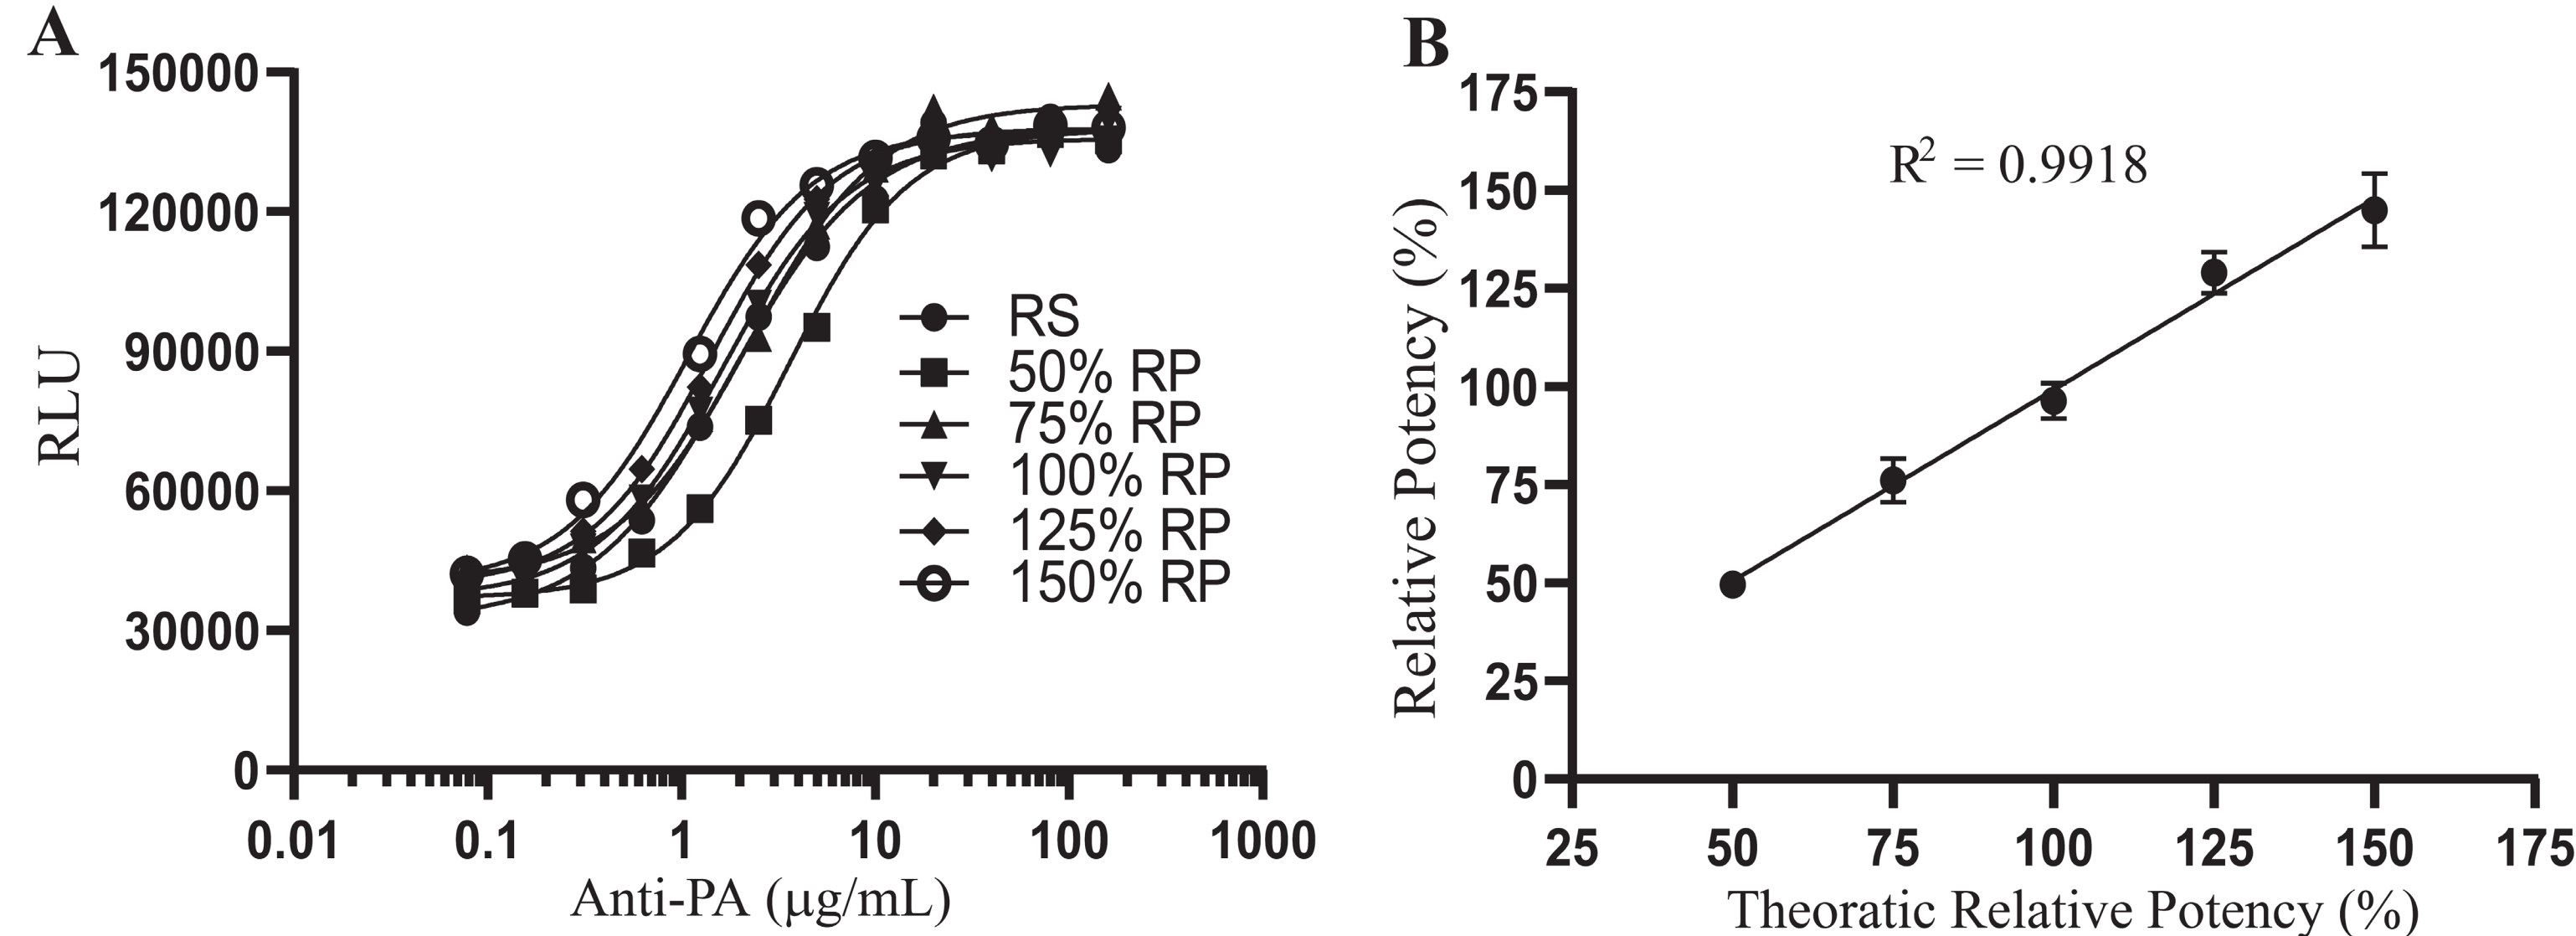 A
150000
120000
90000
60000
30000
0
RLU
0.01 0.1 1 10 100 1000
Anti-PA (µg/mL)
RS
50% RP
75% RP
100% RP
125% RP
150% RP
B
175
150
125
100
75
50
25
0
Relative Potency (%)
R² = 0.9918
25 50 75 100 125 150 175
Theoratic Relative Potency (%)